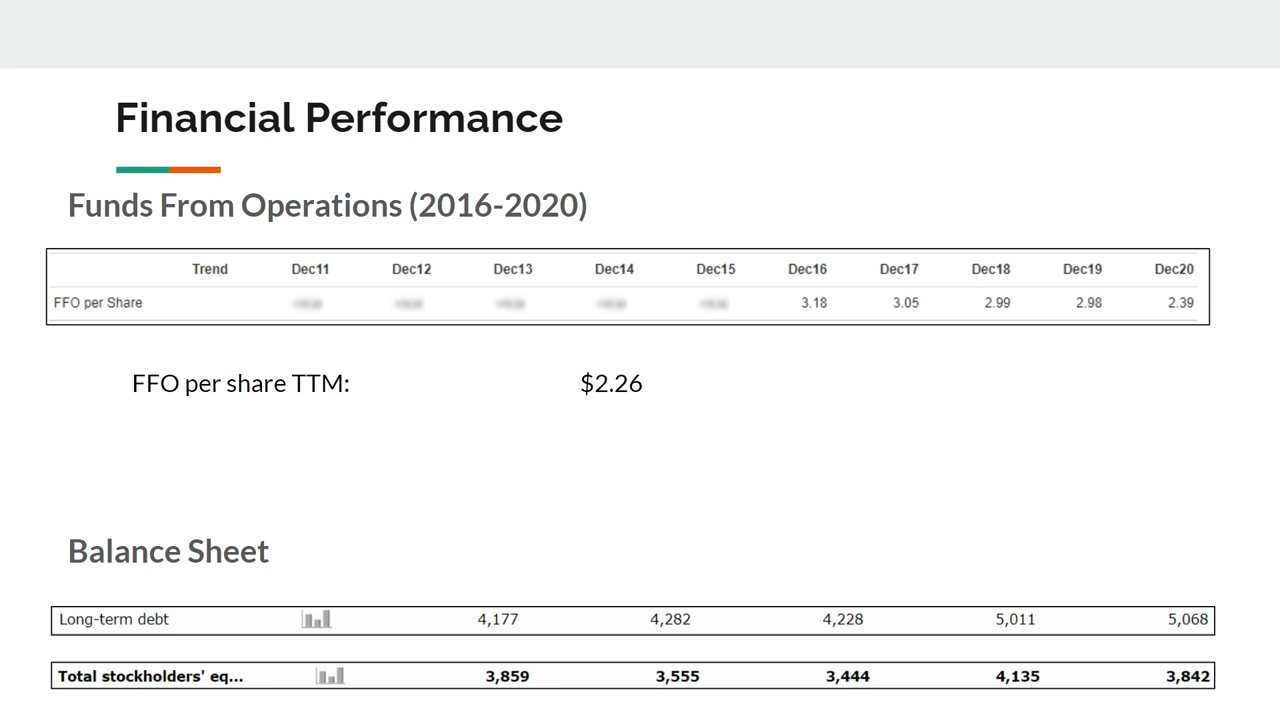 Financial Performance
Funds From Operations (2016-2020)
Trend Dec11 Dec12 Dec13 Dec14 Dec15 Dec16 Dec17 Dec18 Dec19 Dec20
FFO per Share 3.18 3.05 2.99 2.98 2.39
FFO per share TTM: $2.26
Balance Sheet
Long-term debt 4,177 4,282 4,228 5,011 5,068
Total stockholders' eq... 3,859 3,555 3,444 4,135 3,842